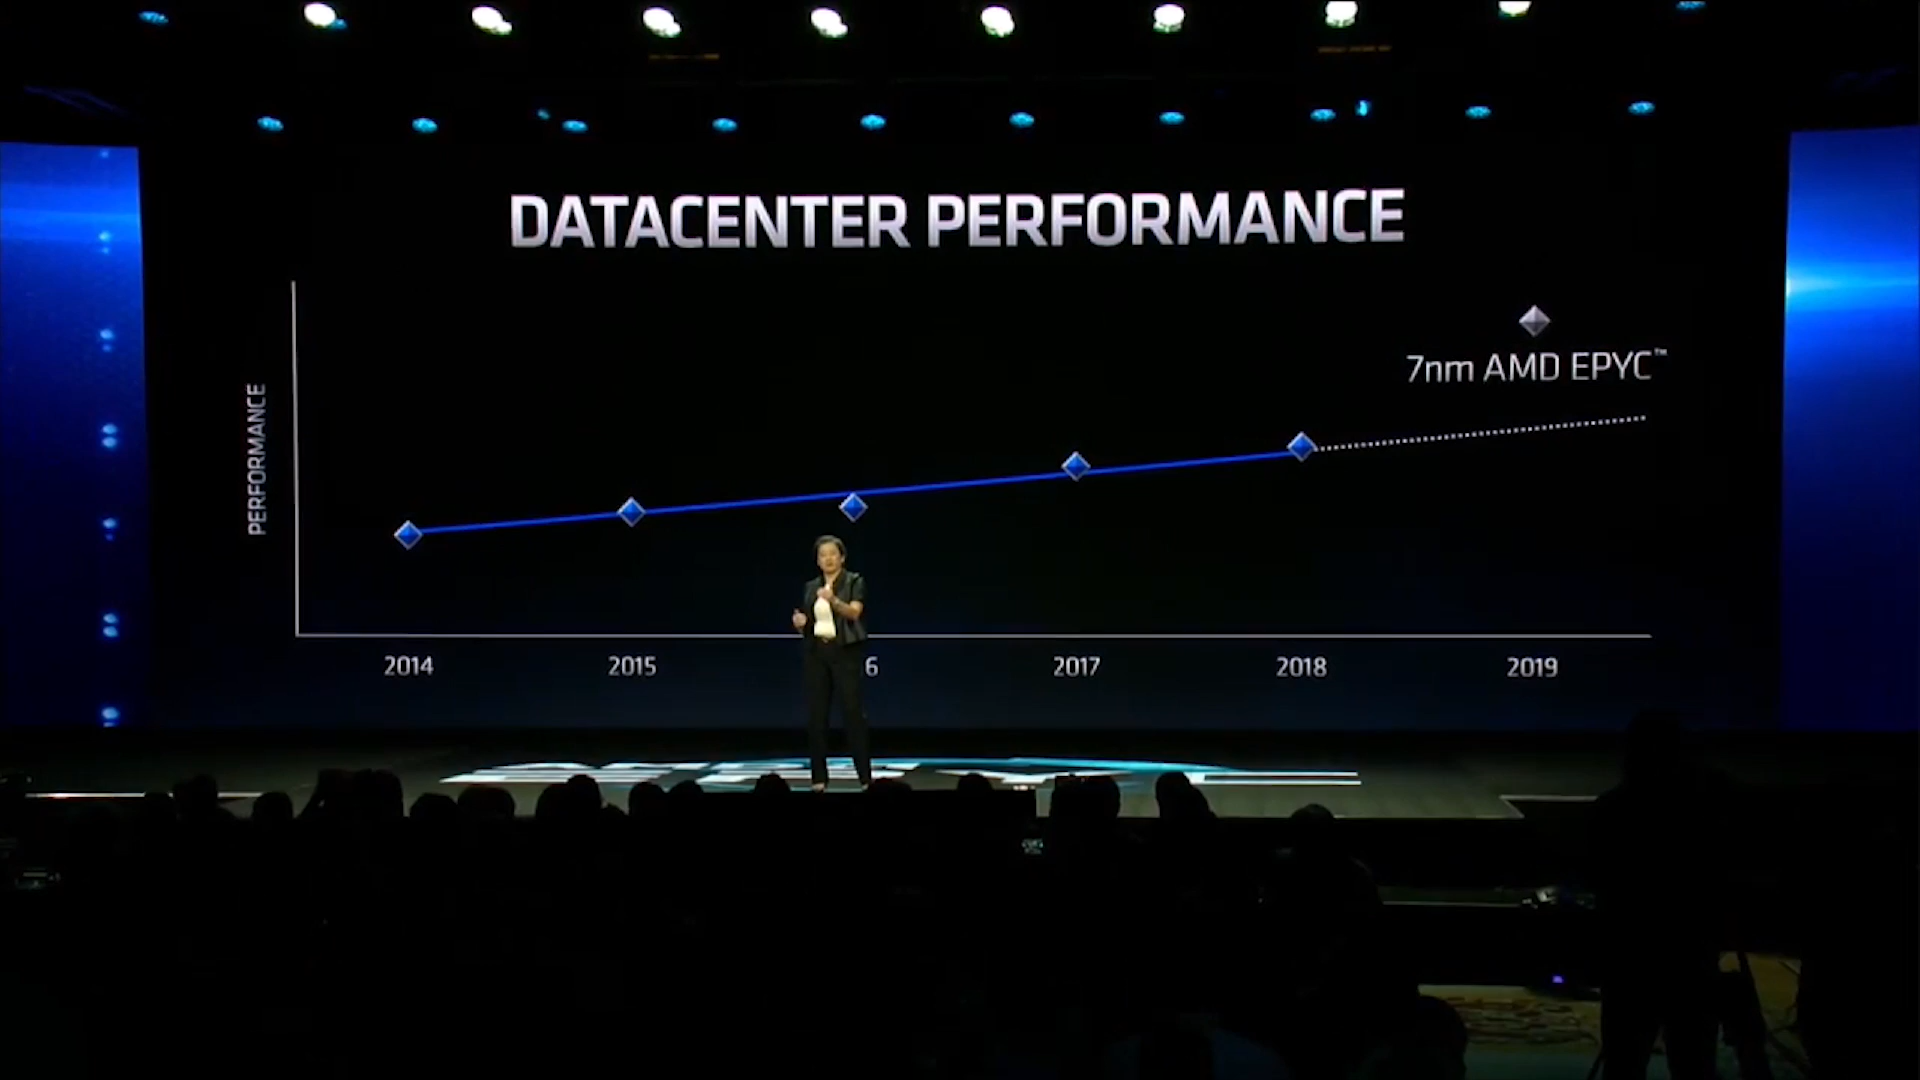 DATACENTER PERFORMANCE
7nm AMD EPYC™
PERFORMANCE
2014 2015 6 2017 2018 2019